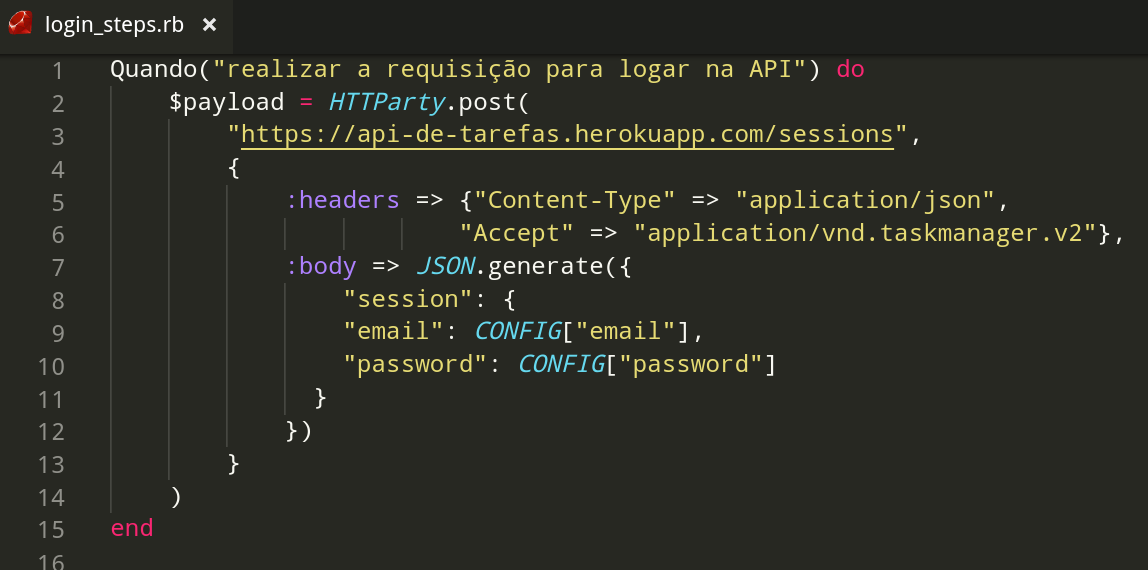 login_steps.rb ×
1 Quando("realizar a requisição para logar na API") do
2 $payload = HTTParty.post(
3 "https://api-de-tarefas.herokuapp.com/sessions",
4 {
5 :headers => {"Content-Type" => "application/json",
6 "Accept" => "application/vnd.taskmanager.v2"},
7 :body => JSON.generate({
8 "session": {
9 "email": CONFIG["email"],
10 "password": CONFIG["password"]
11 }
12 })
13 }
14 )
15 end
16